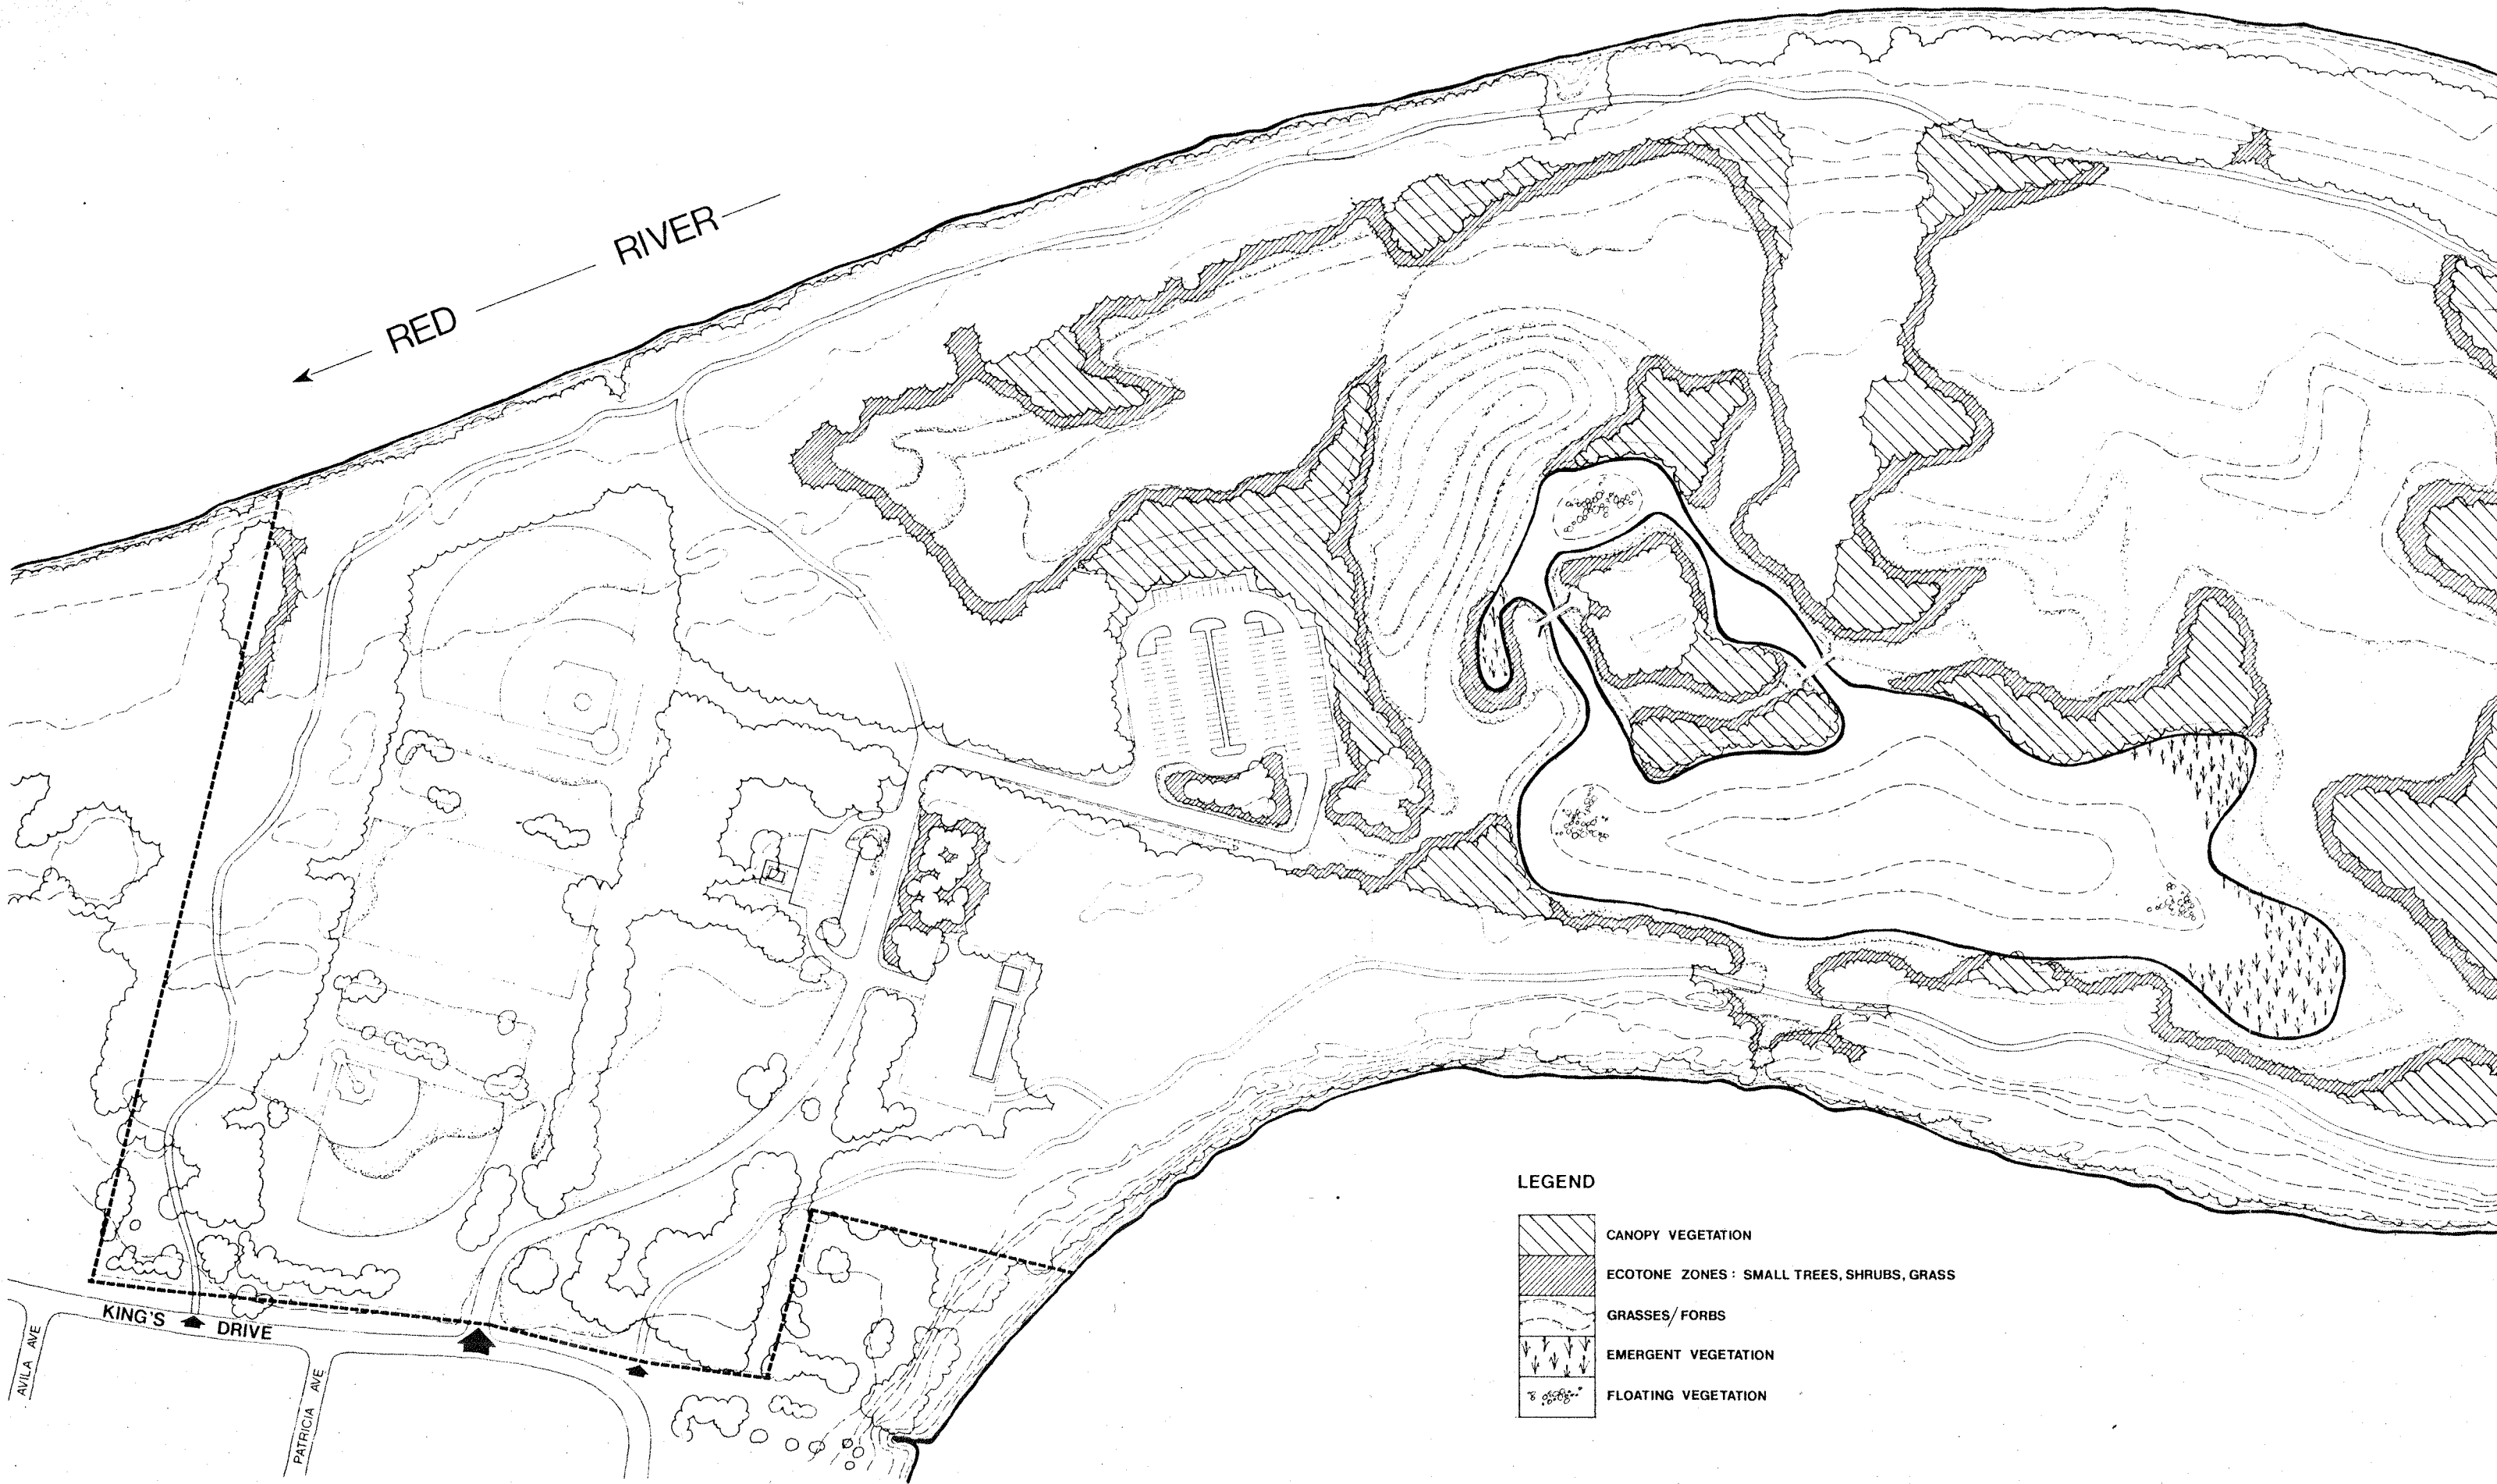 RED RIVER
KING'S DRIVE
AVILA AVE
PATRICIA AVE
LEGEND
CANOPY VEGETATION
ECOTONE ZONES : SMALL TREES, SHRUBS, GRASS
GRASSES/FORBS
EMERGENT VEGETATION
FLOATING VEGETATION